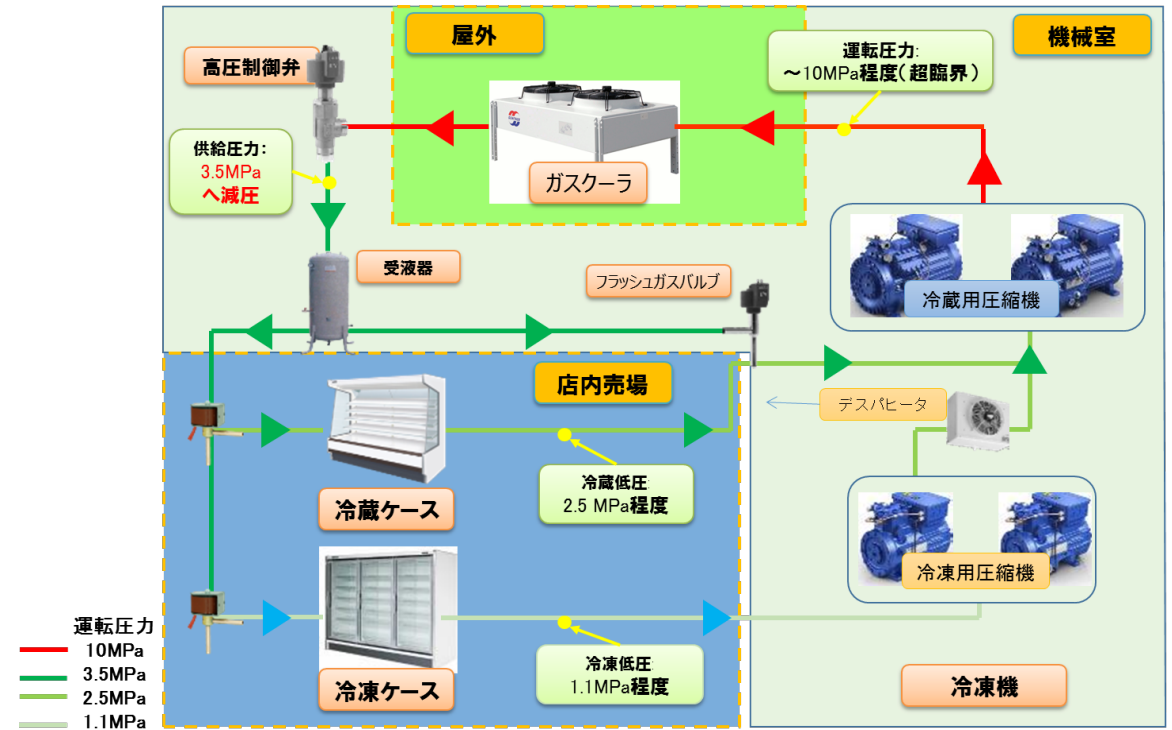 屋外
機械室
高圧制御弁
運転圧力:
～10MPa程度(超臨界)
供給圧力:
3.5MPa
へ減圧
ガスクーラ
受液器
フラッシュガスバルブ
冷蔵用圧縮機
店内売場
デスパヒータ
冷蔵ケース
冷蔵低圧:
2.5 MPa程度
冷凍用圧縮機
冷凍ケース
冷凍低圧:
1.1MPa程度
冷凍機
運転圧力
10MPa
3.5MPa
2.5MPa
1.1MPa